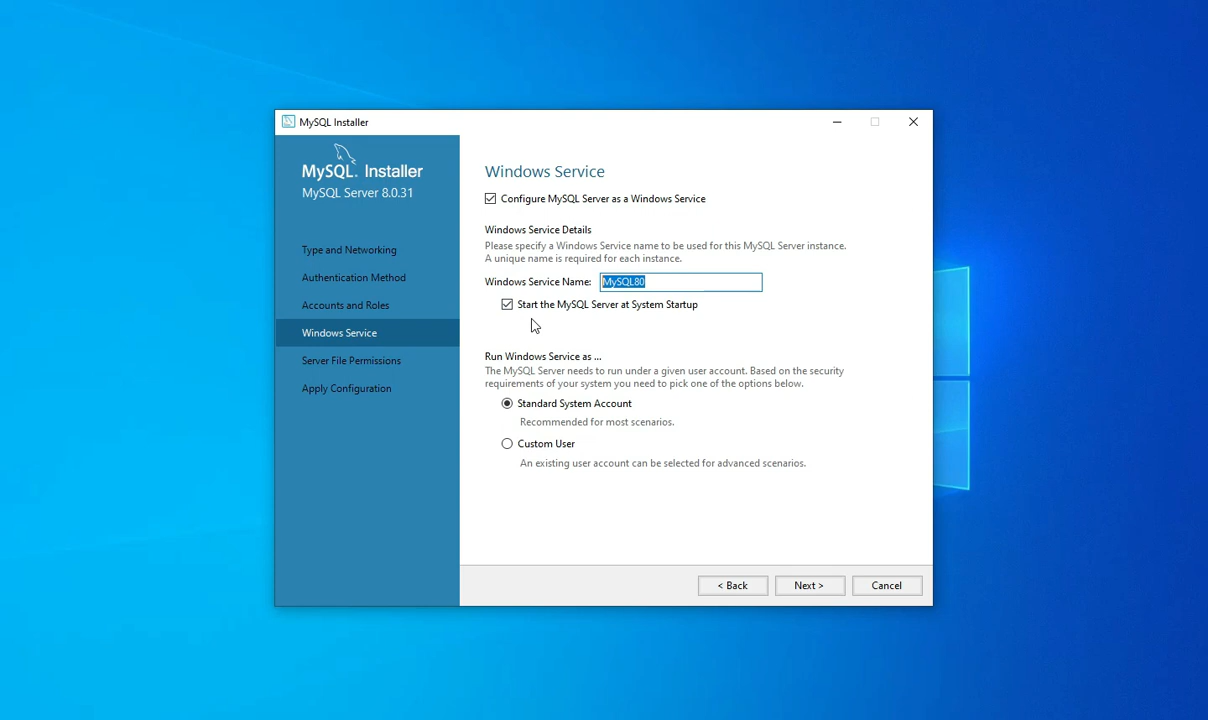 MySQL Installer
MySQL. Installer
MySQL Server 8.0.31
Type and Networking
Authentication Method
Accounts and Roles
Windows Service
Server File Permissions
Apply Configuration
Windows Service
Configure MySQL Server as a Windows Service
Windows Service Details
Please specify a Windows Service name to be used for this MySQL Server instance.
A unique name is required for each instance.
Windows Service Name: MySQL80
Start the MySQL Server at System Startup
Run Windows Service as ...
The MySQL Server needs to run under a given user account. Based on the security
requirements of your system you need to pick one of the options below.
Standard System Account
Recommended for most scenarios.
Custom User
An existing user account can be selected for advanced scenarios.
< Back Next > Cancel